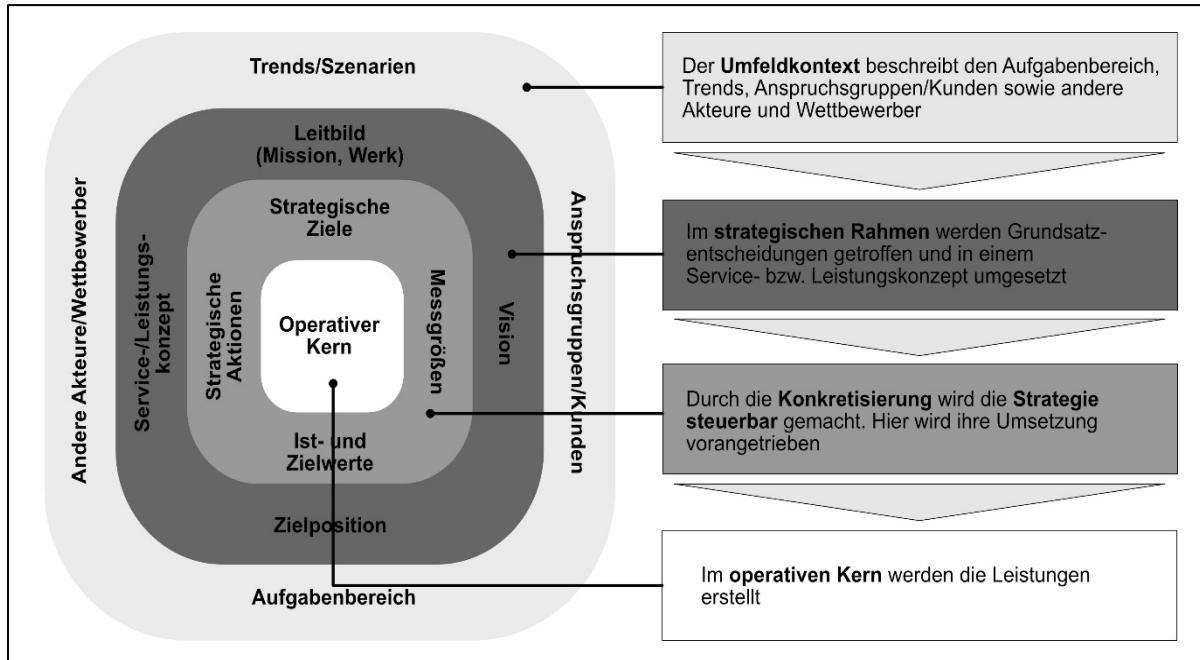 Trends/Szenarien
Leitbild
(Mission, Werk)
Strategische
Ziele
Andere Akteure/Wettbewerber
Service-/Leistungs-
konzept
Strategische
Aktionen
Operativer
Kern
Messgrößen
Vision
Anspruchsgruppen/Kunden
Ist- und
Zielwerte
Zielposition
Aufgabenbereich
Der Umfeldkontext beschreibt den Aufgabenbereich,
Trends, Anspruchsgruppen/Kunden sowie andere
Akteure und Wettbewerber
Im strategischen Rahmen werden Grundsatz-
entscheidungen getroffen und in einem
Service- bzw. Leistungskonzept umgesetzt
Durch die Konkretisierung wird die Strategie
steuerbar gemacht. Hier wird ihre Umsetzung
vorangetrieben
Im operativen Kern werden die Leistungen
erstellt